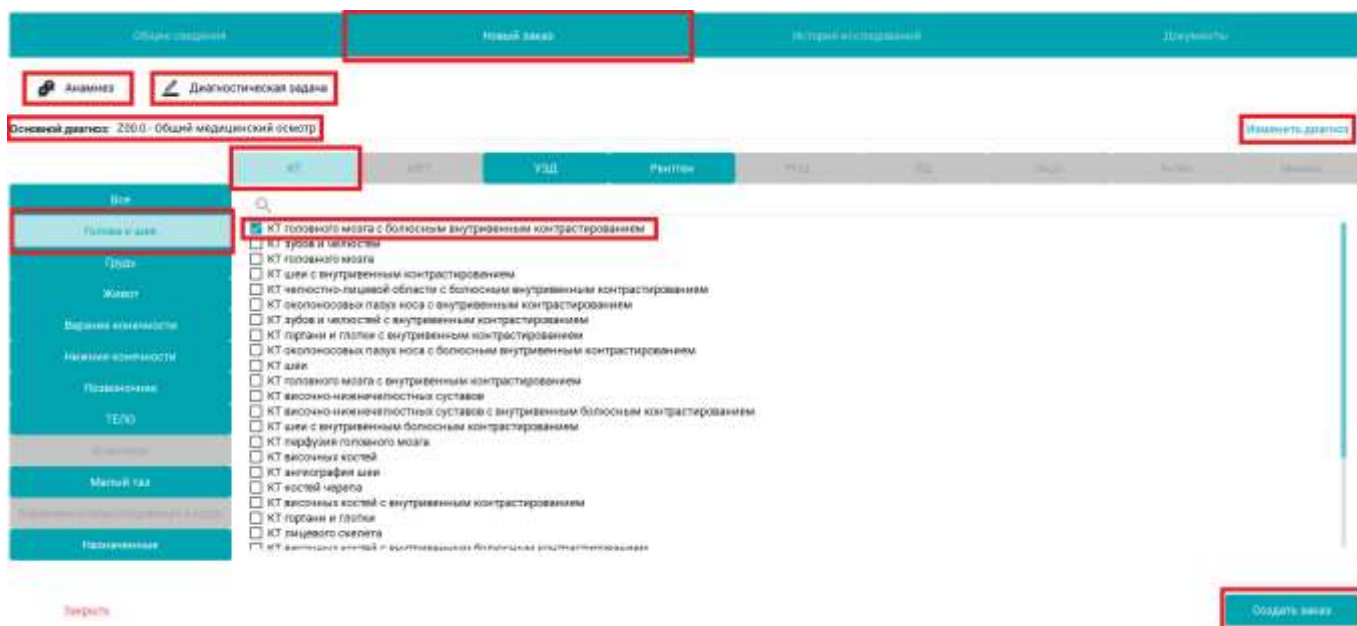 Общие сведения Новый заказ История исследований Документы
Анамнез Диагностическая задача
Основной диагноз: Z00.0 - Общий медицинский осмотр Изменить диагноз
КТ УЗД Рентген
Все
Голова и шея
Грудь
Живот
Верхние конечности
Нижние конечности
Позвоночник
ТЕЛО
Малый таз
Назначенные
КТ головного мозга с болюсным внутривенным контрастированием
КТ зубов и челюстей
КТ головного мозга
КТ шеи с внутривенным контрастированием
КТ челюстно-лицевой области с болюсным внутривенным контрастированием
КТ околоносовых пазух носа с внутривенным контрастированием
КТ зубов и челюстей с внутривенным контрастированием
КТ гортани и глотки с внутривенным контрастированием
КТ околоносовых пазух носа с болюсным внутривенным контрастированием
КТ шеи
КТ головного мозга с внутривенным контрастированием
КТ височно-нижнечелюстных суставов
КТ височно-нижнечелюстных суставов с внутривенным болюсным контрастированием
КТ шеи с внутривенным болюсным контрастированием
КТ перфузия головного мозга
КТ височных костей
КТ ангиография шеи
КТ костей черепа
КТ височных костей с внутривенным контрастированием
КТ гортани и глотки
КТ лицевого скелета
КТ височных костей с внутривенным болюсным контрастированием
Закрыть Создать заказ